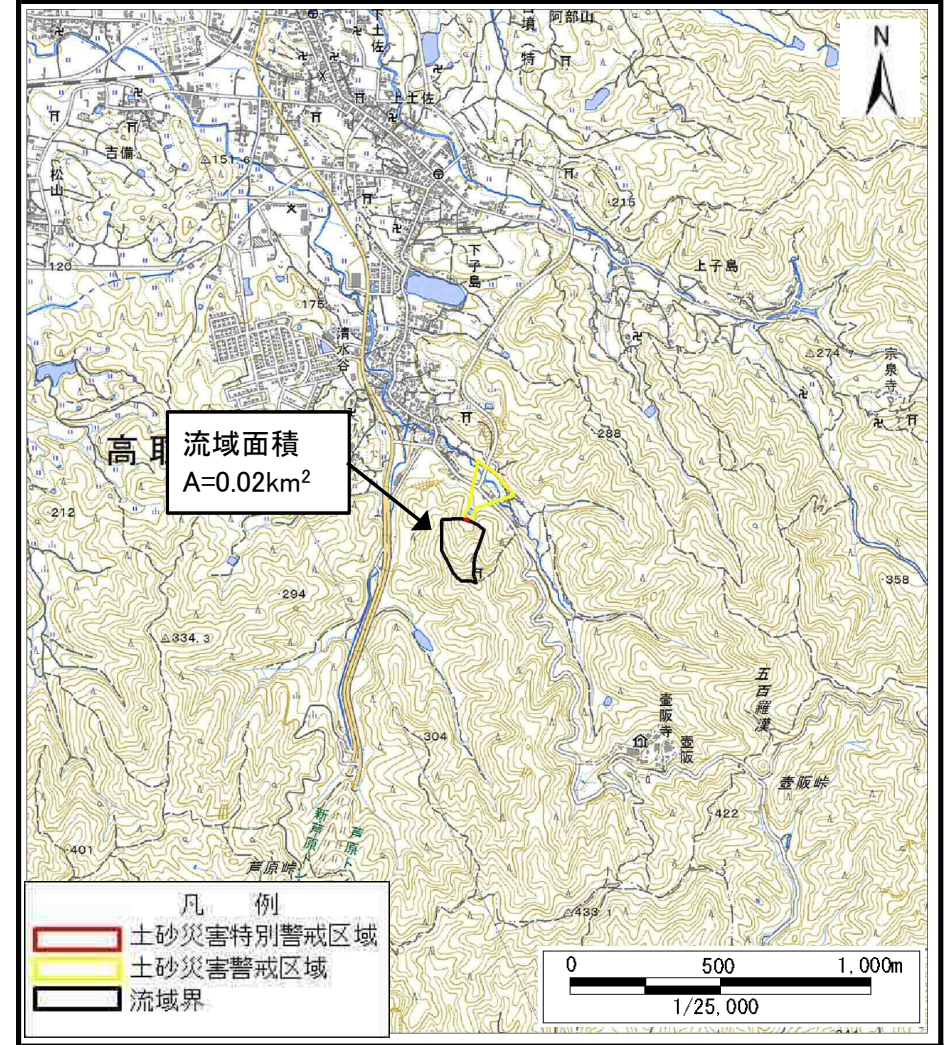 N
阿部山
下土佐
上土佐
吉備
151.6
松山
215
下子島
上子島
120
175
清水谷
274.7
宗泉寺
288
高取
流域面積
A=0.02km²
212
358
294
334.3
五百羅漢
壺阪寺
壺阪
304
壺阪峠
422
新芦原
芦原ト
401
芦原峠
433.1
凡 例
土砂災害特別警戒区域
土砂災害警戒区域
流域界
0 500 1,000m
1/25,000